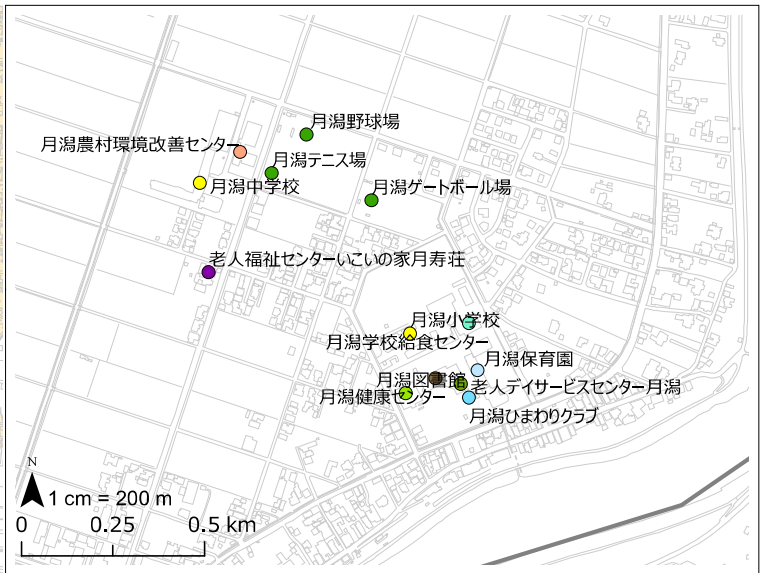 月潟野球場
月潟農村環境改善センター
月潟テニス場
月潟中学校
月潟ゲートボール場
老人福祉センターいこいの家月寿荘
月潟小学校
月潟学校給食センター
月潟保育園
月潟図書館
老人デイサービスセンター月潟
月潟健康センター
月潟ひまわりクラブ
N
1 cm = 200 m
0 0.25 0.5 km